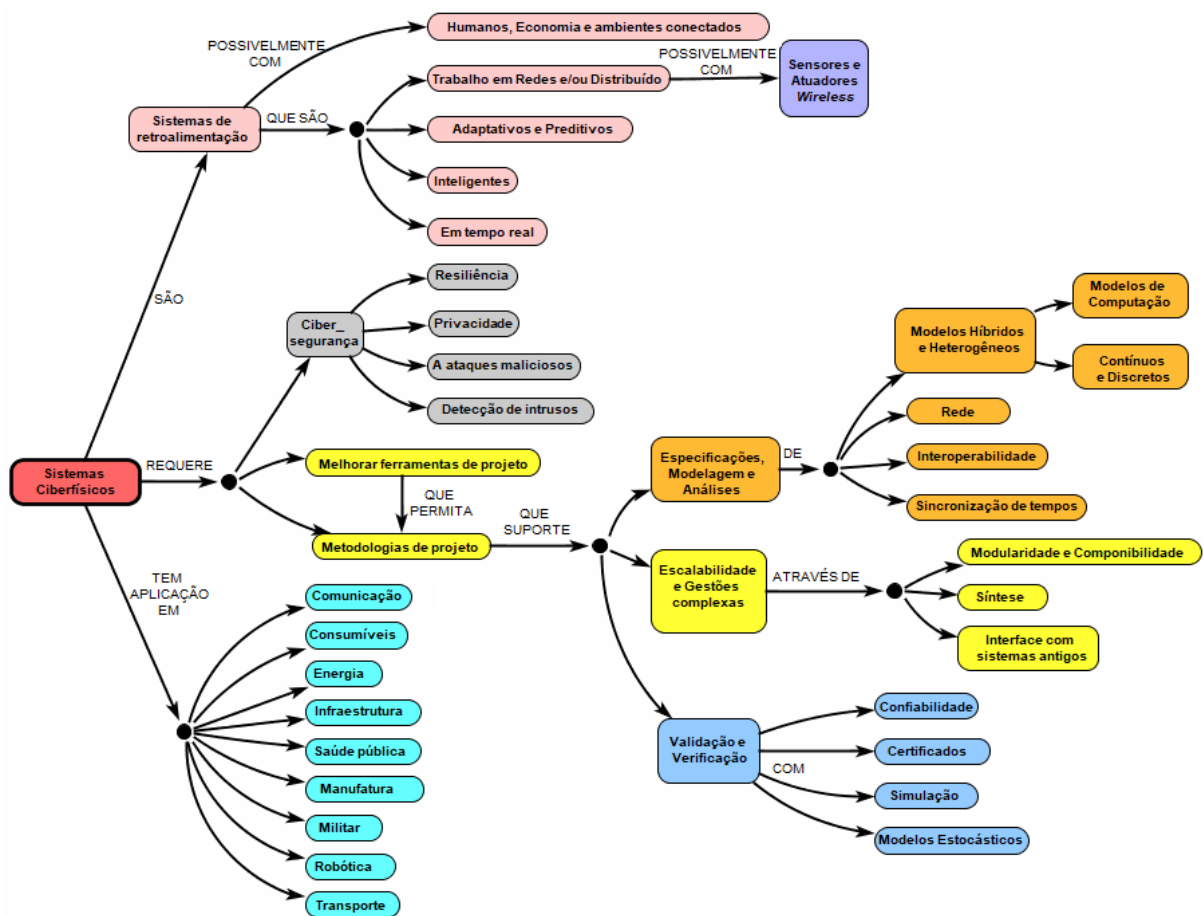 Humanos, Economia e ambientes conectados
POSSIVELMENTE
COM
Trabalho em Redes e/ou Distribuído
POSSIVELMENTE
COM
Sensores e
Atuadores
Wireless
Sistemas de
retroalimentação
QUE SÃO
Adaptativos e Preditivos
Inteligentes
Em tempo real
SÃO
Ciber_
segurança
Resiliência
Privacidade
A ataques maliciosos
Detecção de intrusos
Sistemas
Ciberfísicos
REQUERE
Melhorar ferramentas de projeto
QUE
PERMITA
Metodologias de projeto
QUE
SUPORTE
Especificações,
Modelagem e
Análises
DE
Modelos Híbridos
e Heterogêneos
Modelos de
Computação
Contínuos
e Discretos
Rede
Interoperabilidade
Sincronização de tempos
Escalabilidade
e Gestões
complexas
ATRAVÉS DE
Modularidade e Componibilidade
Síntese
Interface com
sistemas antigos
Validação e
Verificação
COM
Confiabilidade
Certificados
Simulação
Modelos Estocásticos
TEM
APLICAÇÃO
EM
Comunicação
Consumíveis
Energia
Infraestrutura
Saúde pública
Manufatura
Militar
Robótica
Transporte